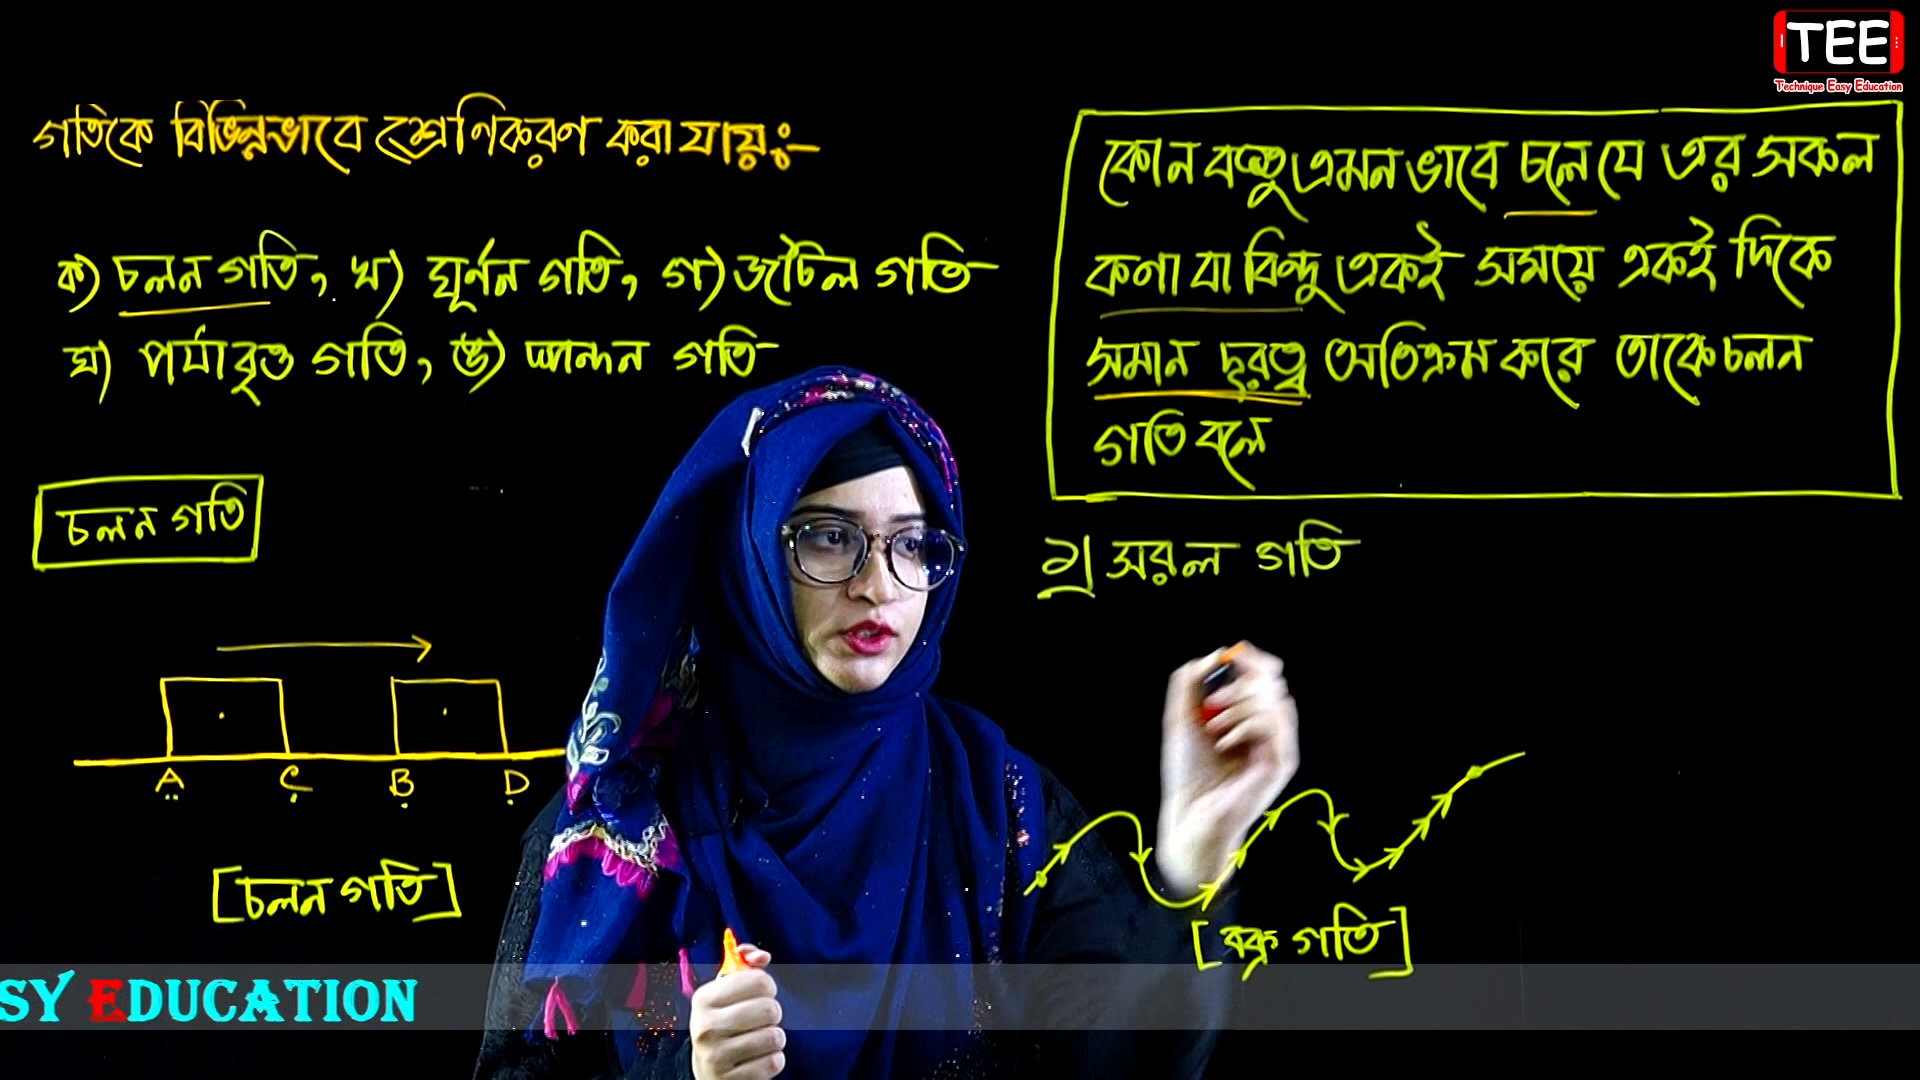 TEE
Technique Easy Education
গতিকে বিভিন্নভাবে শ্রেণিকরণ করা যায়ঃ-
ক) চলন গতি, খ) ঘূর্ণন গতি, গ) জটিল গতি
ঘ) পর্যাবৃত্ত গতি, ঙ) স্পন্দন গতি
কোন বস্তু এমন ভাবে চলে যে এর সকল
কণা বা বিন্দু একই সময়ে একই দিকে
সমান দূরত্ব অতিক্রম করে তাকে চলন
গতি বলে
চলন গতি
১) সরল গতি
A C B D
[চলন গতি]
[বক্র গতি]
SY EDUCATION